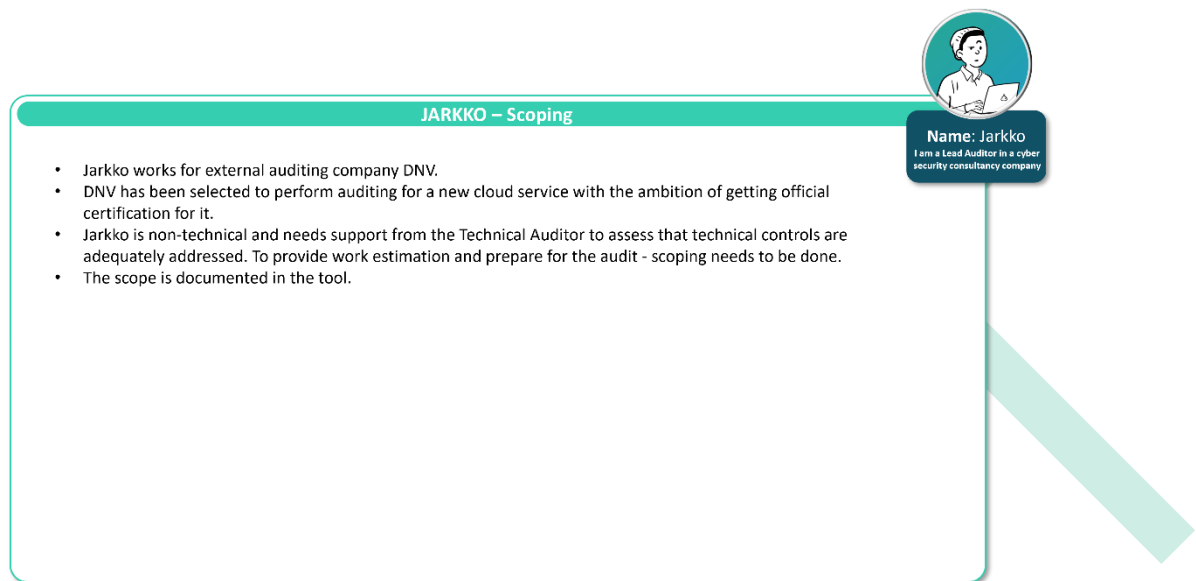 JARKKO – Scoping
Name: Jarkko
I am a Lead Auditor in a cyber
security consultancy company
• Jarkko works for external auditing company DNV.
• DNV has been selected to perform auditing for a new cloud service with the ambition of getting official
certification for it.
• Jarkko is non-technical and needs support from the Technical Auditor to assess that technical controls are
adequately addressed. To provide work estimation and prepare for the audit - scoping needs to be done.
• The scope is documented in the tool.